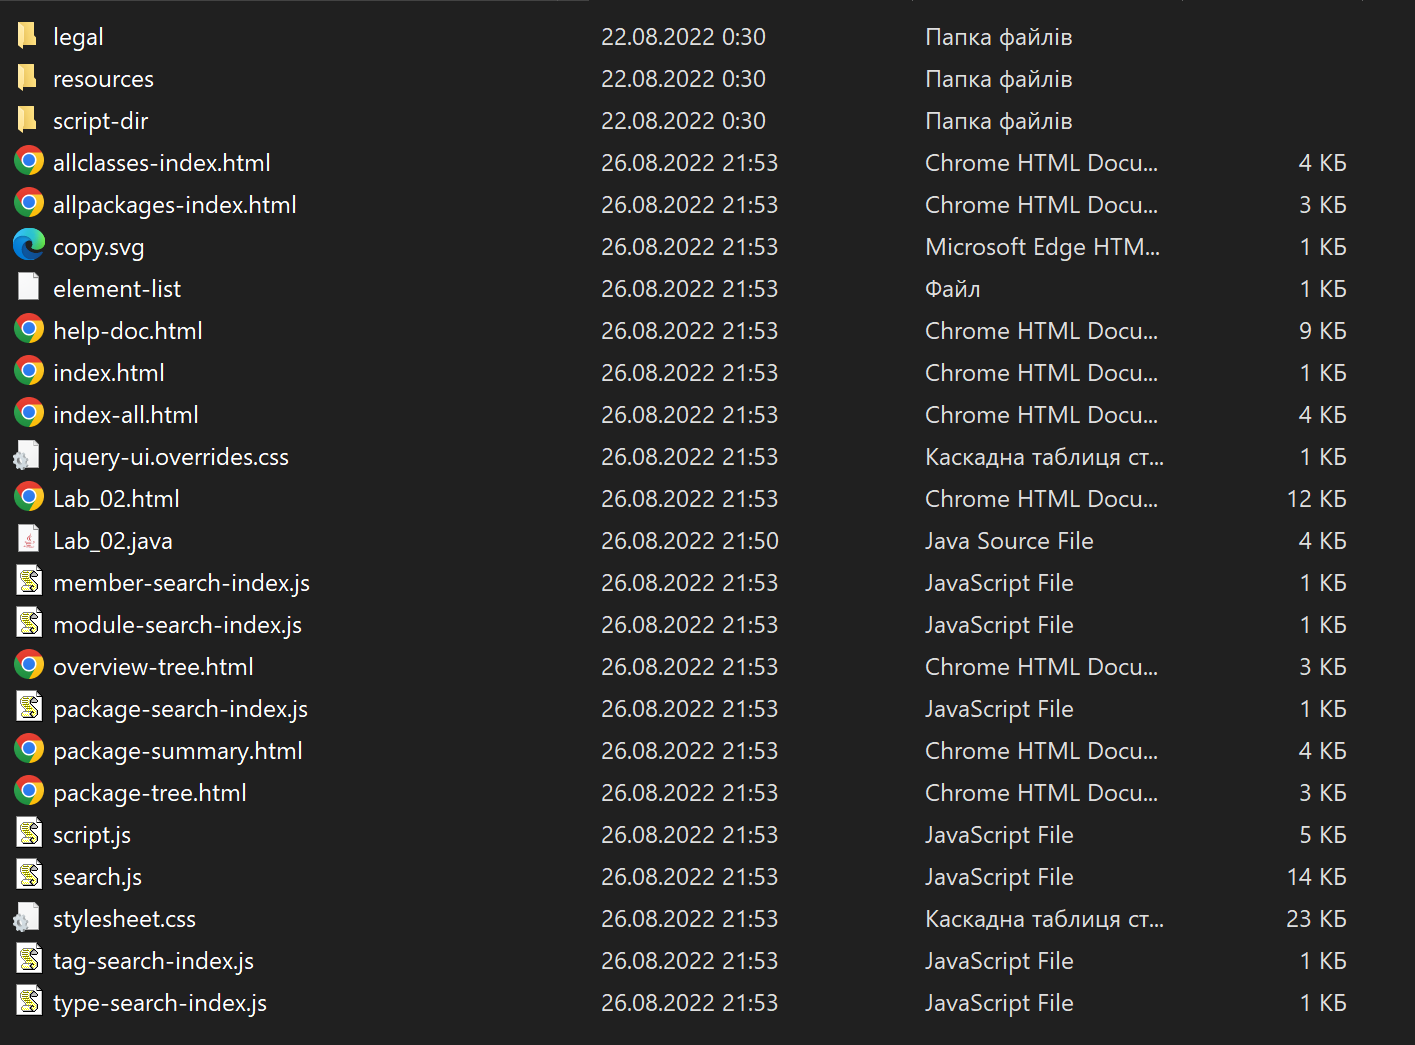 legal 22.08.2022 0:30 Папка файлів
resources 22.08.2022 0:30 Папка файлів
script-dir 22.08.2022 0:30 Папка файлів
allclasses-index.html 26.08.2022 21:53 Chrome HTML Docu... 4 КБ
allpackages-index.html 26.08.2022 21:53 Chrome HTML Docu... 3 КБ
copy.svg 26.08.2022 21:53 Microsoft Edge HTM... 1 КБ
element-list 26.08.2022 21:53 Файл 1 КБ
help-doc.html 26.08.2022 21:53 Chrome HTML Docu... 9 КБ
index.html 26.08.2022 21:53 Chrome HTML Docu... 1 КБ
index-all.html 26.08.2022 21:53 Chrome HTML Docu... 4 КБ
jquery-ui.overrides.css 26.08.2022 21:53 Каскадна таблиця ст... 1 КБ
Lab_02.html 26.08.2022 21:53 Chrome HTML Docu... 12 КБ
Lab_02.java 26.08.2022 21:50 Java Source File 4 КБ
member-search-index.js 26.08.2022 21:53 JavaScript File 1 КБ
module-search-index.js 26.08.2022 21:53 JavaScript File 1 КБ
overview-tree.html 26.08.2022 21:53 Chrome HTML Docu... 3 КБ
package-search-index.js 26.08.2022 21:53 JavaScript File 1 КБ
package-summary.html 26.08.2022 21:53 Chrome HTML Docu... 4 КБ
package-tree.html 26.08.2022 21:53 Chrome HTML Docu... 3 КБ
script.js 26.08.2022 21:53 JavaScript File 5 КБ
search.js 26.08.2022 21:53 JavaScript File 14 КБ
stylesheet.css 26.08.2022 21:53 Каскадна таблиця ст... 23 КБ
tag-search-index.js 26.08.2022 21:53 JavaScript File 1 КБ
type-search-index.js 26.08.2022 21:53 JavaScript File 1 КБ